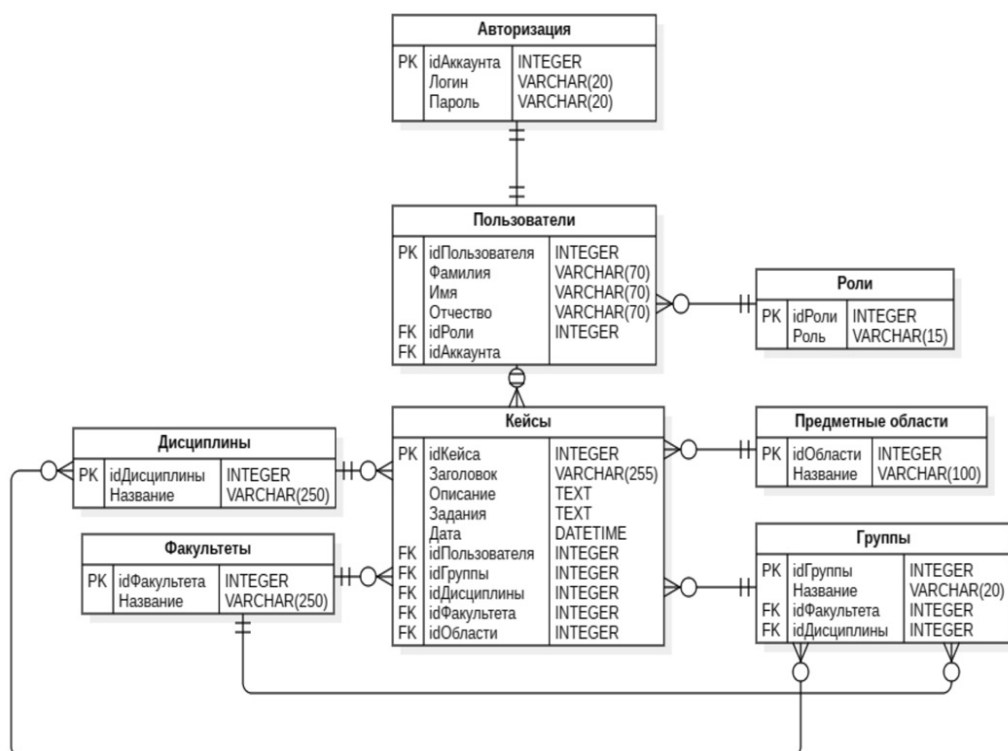 Авторизация
PK idАккаунта INTEGER
Логин VARCHAR(20)
Пароль VARCHAR(20)
Пользователи
PK idПользователя INTEGER
Фамилия VARCHAR(70)
Имя VARCHAR(70)
Отчество VARCHAR(70)
FK idРоли INTEGER
FK idАккаунта
Роли
PK idРоли INTEGER
Роль VARCHAR(15)
Кейсы
PK idКейса INTEGER
Заголовок VARCHAR(255)
Описание TEXT
Задания TEXT
Дата DATETIME
FK idПользователя INTEGER
FK idГруппы INTEGER
FK idДисциплины INTEGER
FK idФакультета INTEGER
FK idОбласти INTEGER
Предметные области
PK idОбласти INTEGER
Название VARCHAR(100)
Дисциплины
PK idДисциплины INTEGER
Название VARCHAR(250)
Факультеты
PK idФакультета INTEGER
Название VARCHAR(250)
Группы
PK idГруппы INTEGER
Название VARCHAR(20)
FK idФакультета INTEGER
FK idДисциплины INTEGER